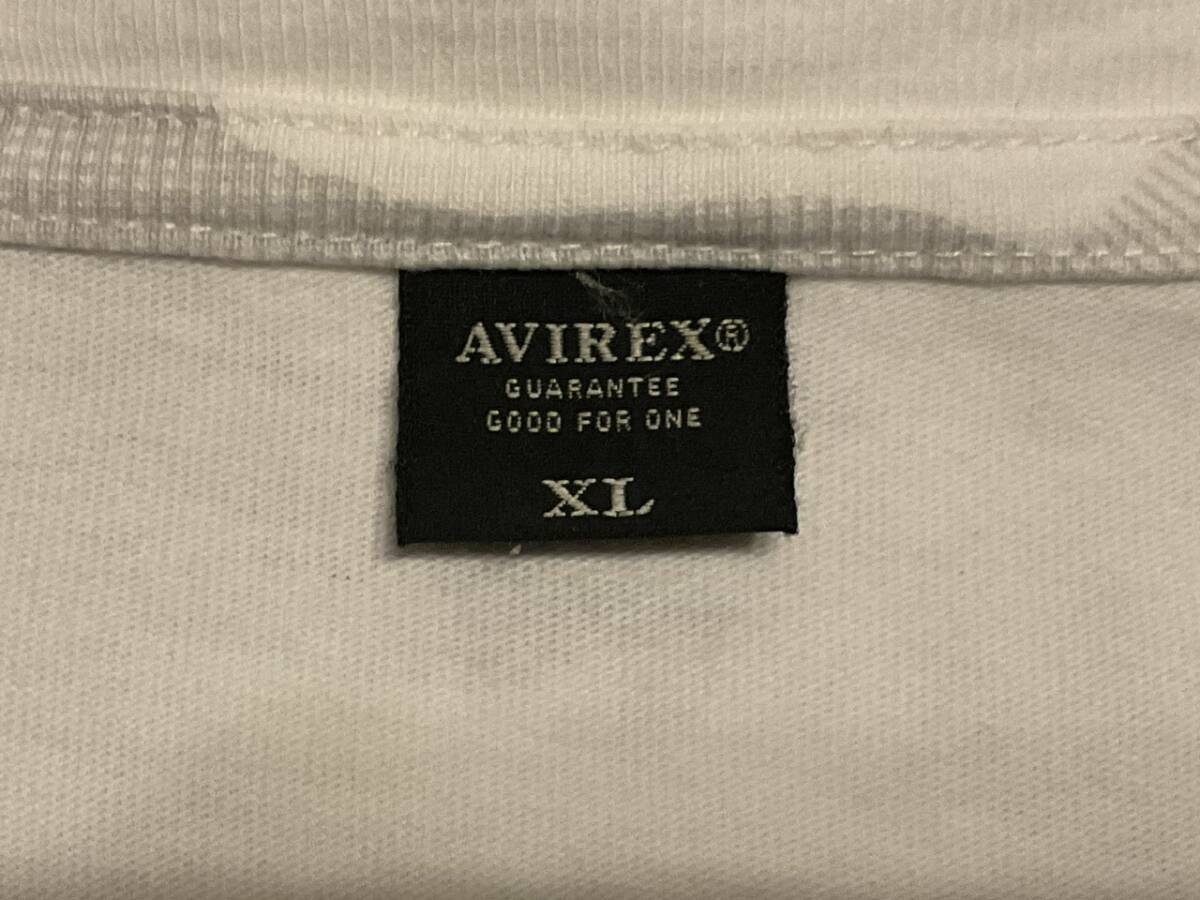 AVIREX®
GUARANTEE
GOOD FOR ONE
XL